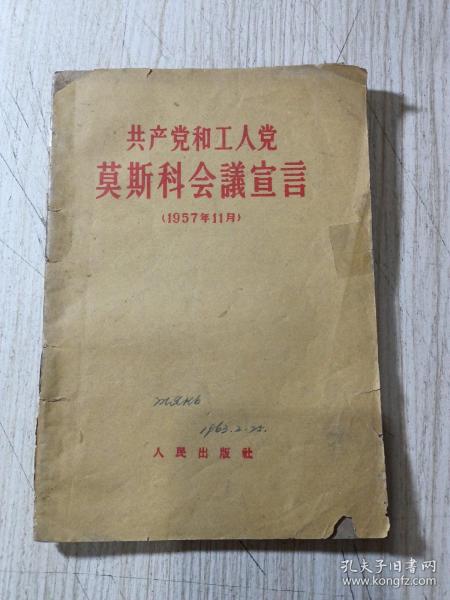 共产党和工人党
莫斯科会議宣言
（1957年11月）
1963.2.25.
人民出版社
孔夫子旧书网
www.kongfz.com